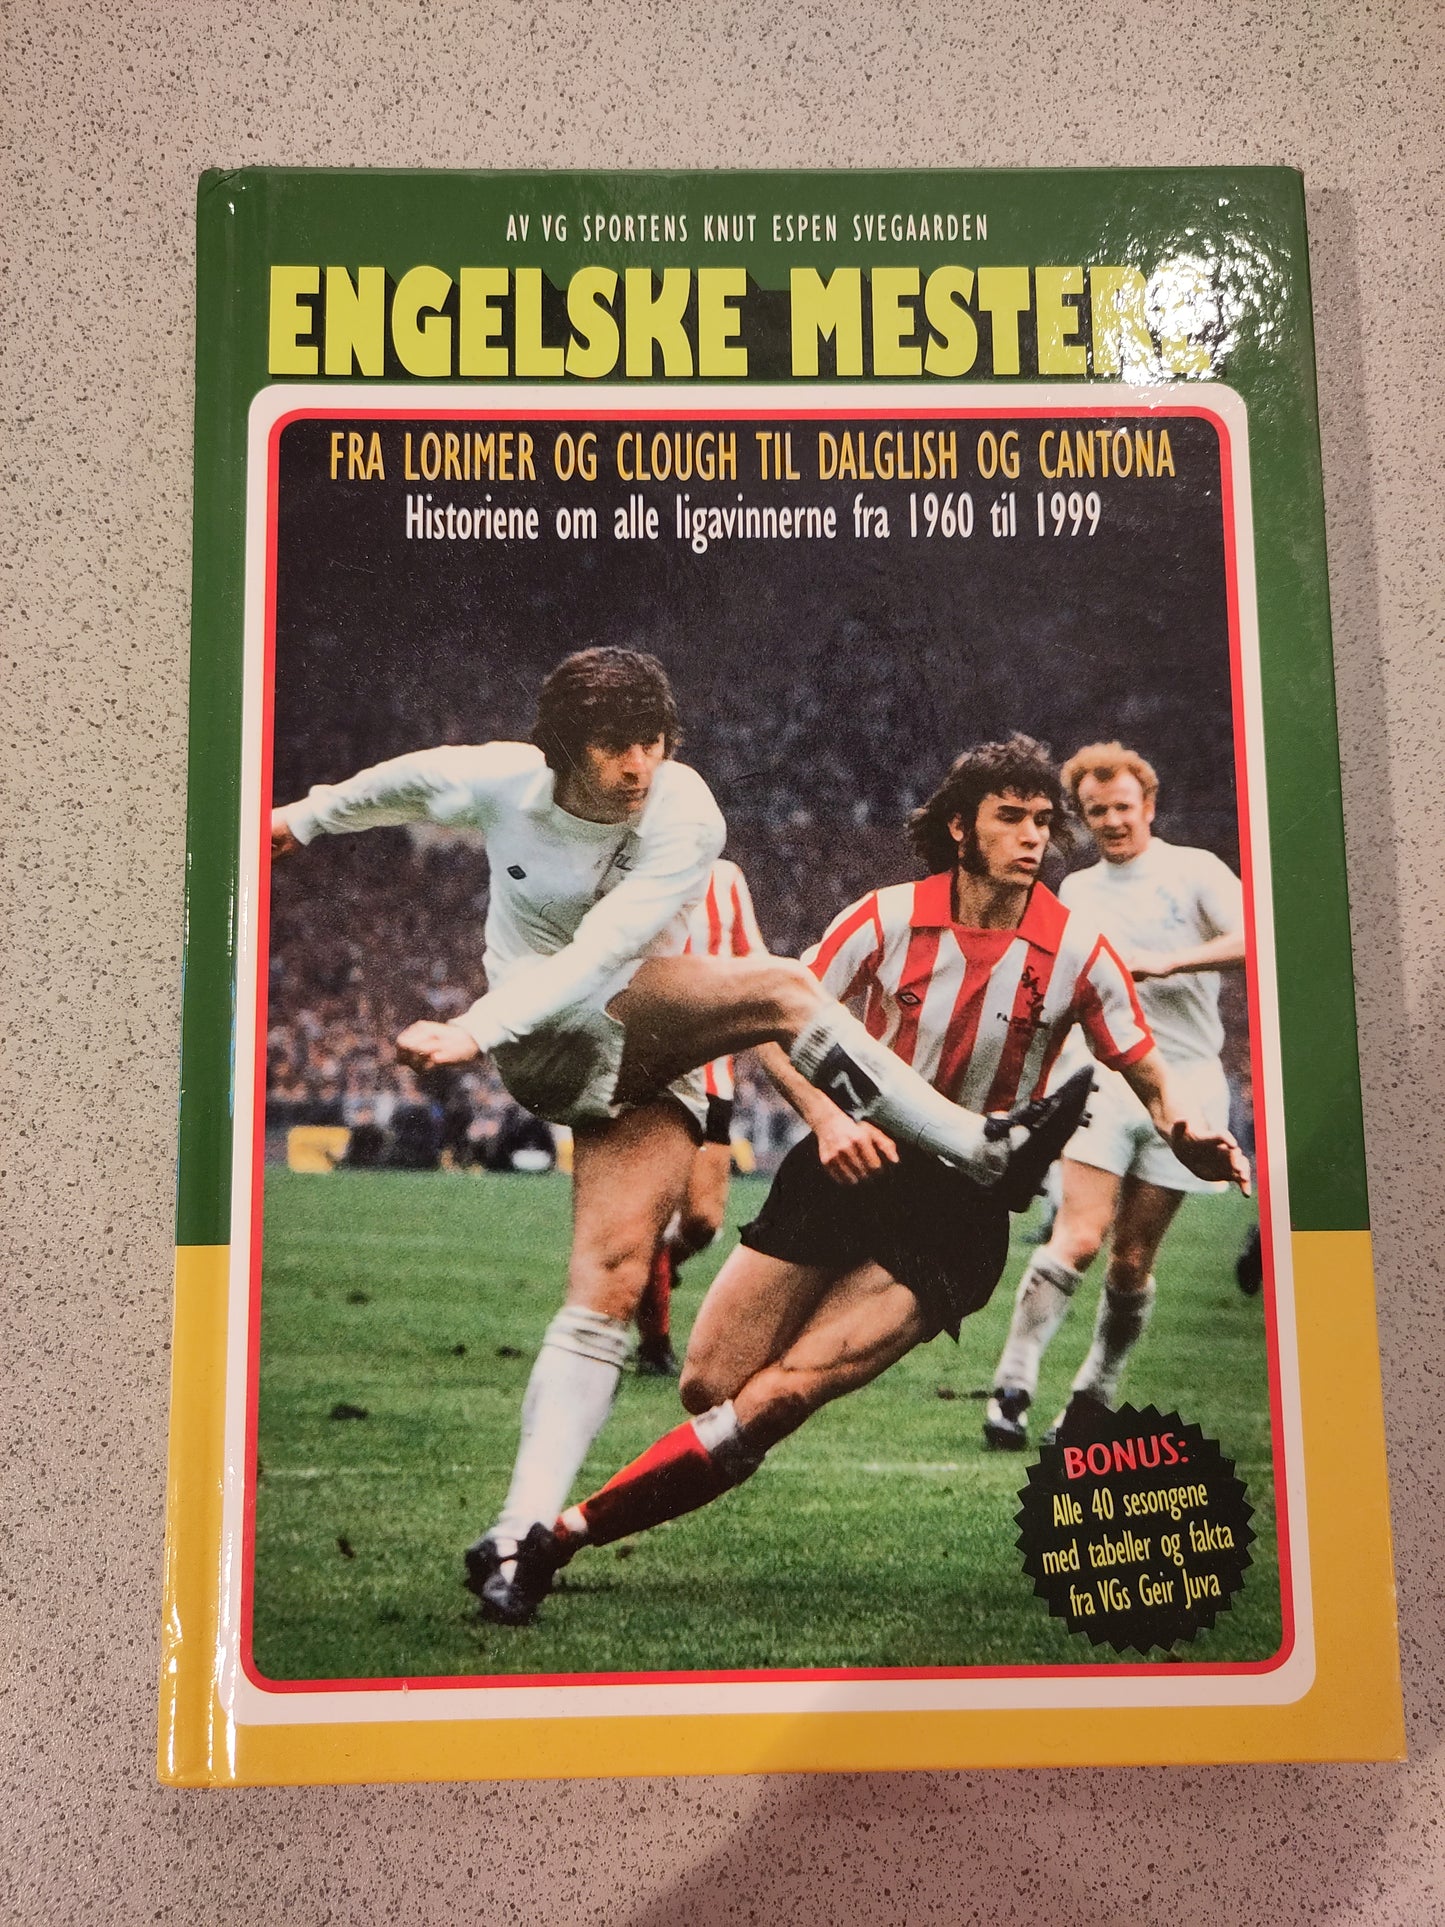 AV VG SPORTENS KNUT ESPEN SVEGAARDEN
ENGELSKE MESTERE
FRA LORIMER OG CLOUGH TIL DALGLISH OG CANTONA
Historiene om alle ligavinnerne fra 1960 til 1999
7
BONUS:
Alle 40 sesongene
med tabeller og fakta
fra VGs Geir Juva